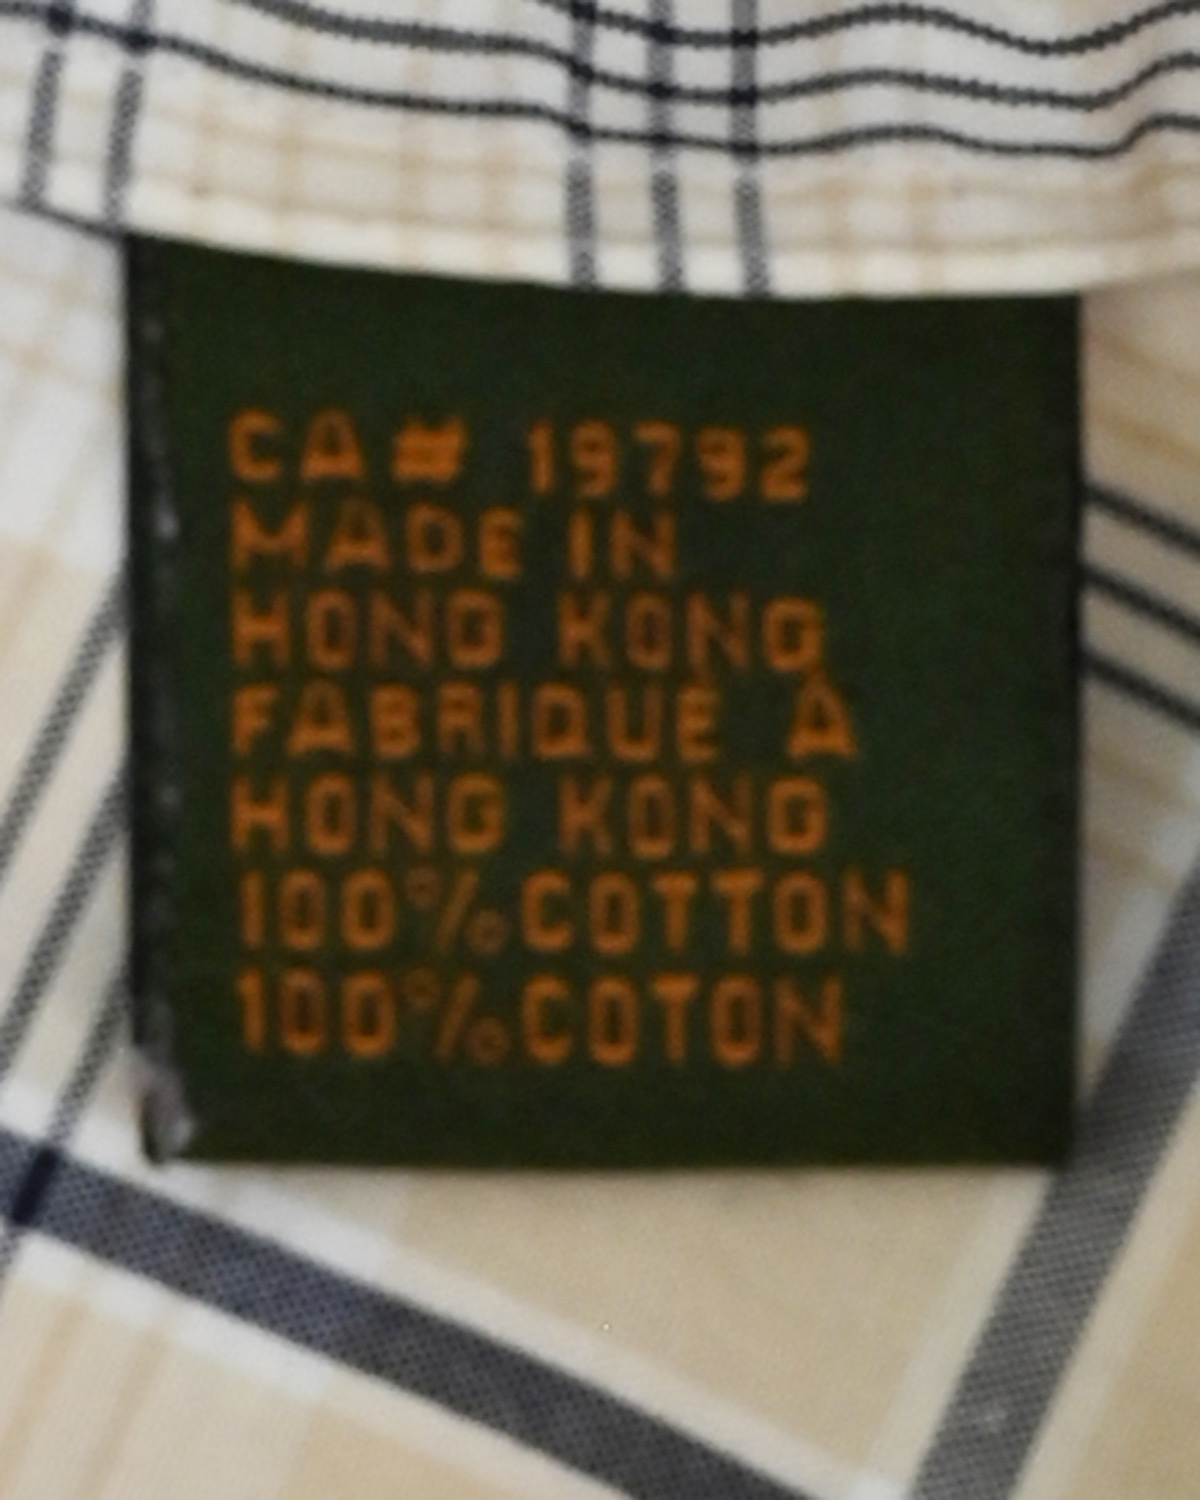 CA# 19792
MADE IN
HONG KONG
FABRIQUÉ À
HONG KONG
100% COTTON
100% COTON